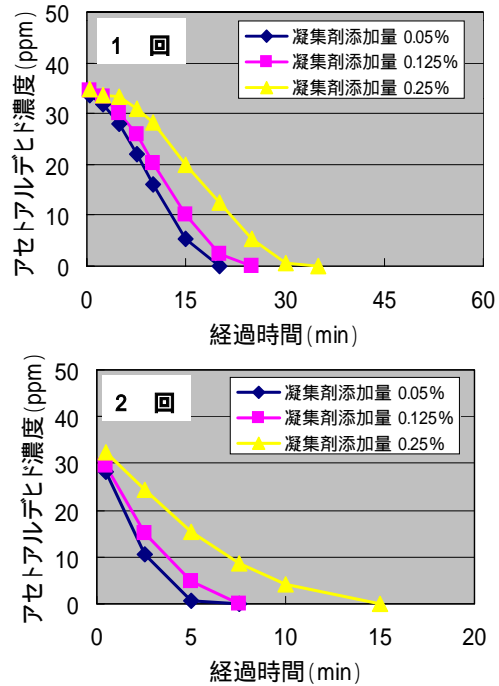 アセトアルデヒド濃度 (ppm)
50
40
30
20
10
0
1 回
凝集剤添加量 0.05%
凝集剤添加量 0.125%
凝集剤添加量 0.25%
0 15 30 45 60
経過時間 (min)
アセトアルデヒド濃度 (ppm)
50
40
30
20
10
0
2 回
凝集剤添加量 0.05%
凝集剤添加量 0.125%
凝集剤添加量 0.25%
0 5 10 15 20
経過時間 (min)